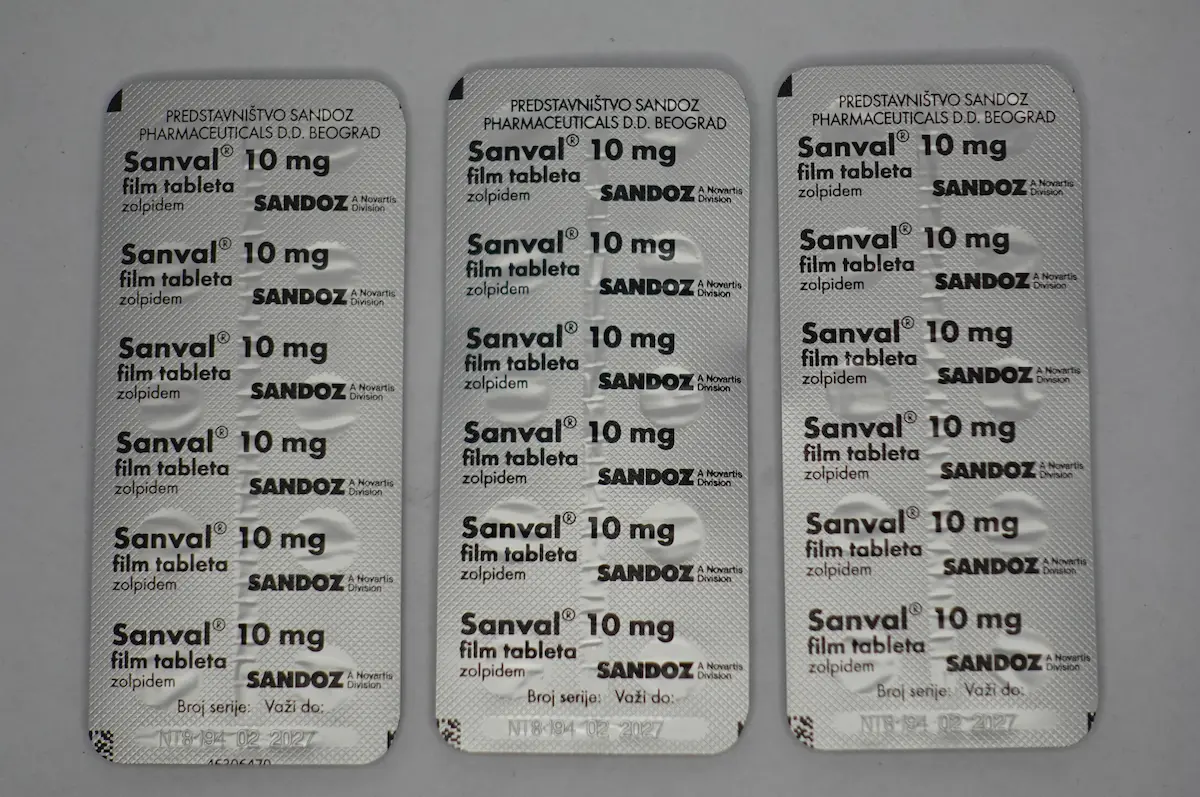 PREDSTAVNIŠTVO SANDOZ
PHARMACEUTICALS D.D. BEOGRAD
Sanval® 10 mg
film tableta
zolpidem SANDOZ A Novartis Division
Sanval® 10 mg
film tableta
zolpidem SANDOZ A Novartis Division
Sanval® 10 mg
film tableta
zolpidem SANDOZ A Novartis Division
Sanval® 10 mg
film tableta
zolpidem SANDOZ A Novartis Division
Sanval® 10 mg
film tableta
zolpidem SANDOZ A Novartis Division
Sanval® 10 mg
film tableta
zolpidem SANDOZ A Novartis Division
Broj serije: Važi do:
02 2027
PREDSTAVNIŠTVO SANDOZ
PHARMACEUTICALS D.D. BEOGRAD
Sanval® 10 mg
film tableta
zolpidem SANDOZ A Novartis Division
Sanval® 10 mg
film tableta
zolpidem SANDOZ A Novartis Division
Sanval® 10 mg
film tableta
zolpidem SANDOZ A Novartis Division
Sanval® 10 mg
film tableta
zolpidem SANDOZ A Novartis Division
Sanval® 10 mg
film tableta
zolpidem SANDOZ A Novartis Division
Sanval® 10 mg
film tableta
zolpidem SANDOZ A Novartis Division
Broj serije: Važi do:
02 2027
PREDSTAVNIŠTVO SANDOZ
PHARMACEUTICALS D.D. BEOGRAD
Sanval® 10 mg
film tableta
zolpidem SANDOZ A Novartis Division
Sanval® 10 mg
film tableta
zolpidem SANDOZ A Novartis Division
Sanval® 10 mg
film tableta
zolpidem SANDOZ A Novartis Division
Sanval® 10 mg
film tableta
zolpidem SANDOZ A Novartis Division
Sanval® 10 mg
film tableta
zolpidem SANDOZ A Novartis Division
Sanval® 10 mg
film tableta
zolpidem SANDOZ A Novartis Division
Broj serije: Važi do:
02 2027